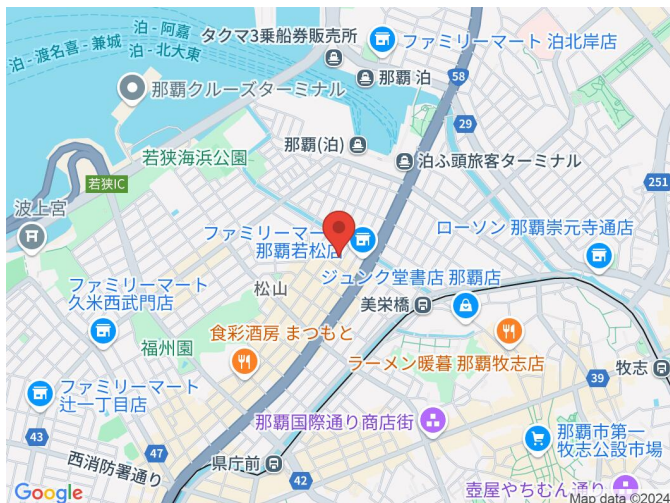 タクマ3乗船券販売所
泊 - 阿嘉
泊 - 渡名喜 - 兼城
泊 - 北大東
ファミリーマート 泊北岸店
那覇 泊
58
那覇クルーズターミナル
29
那覇(泊)
若狭海浜公園
泊ふ頭旅客ターミナル
若狭IC
251
波上宮
ファミリーマート
那覇若松店
ローソン 那覇崇元寺通店
ジュンク堂書店 那覇店
ファミリーマート
久米西武門店
松山
美栄橋
食彩酒房 まつもと
福州園
ラーメン暖暮 那覇牧志店
牧志
39
ファミリーマート
辻一丁目店
那覇国際通り商店街
43
那覇市第一
牧志公設市場
47
西消防署通り
県庁前
42
壺屋やちむん通り
Google
Map data ©2024